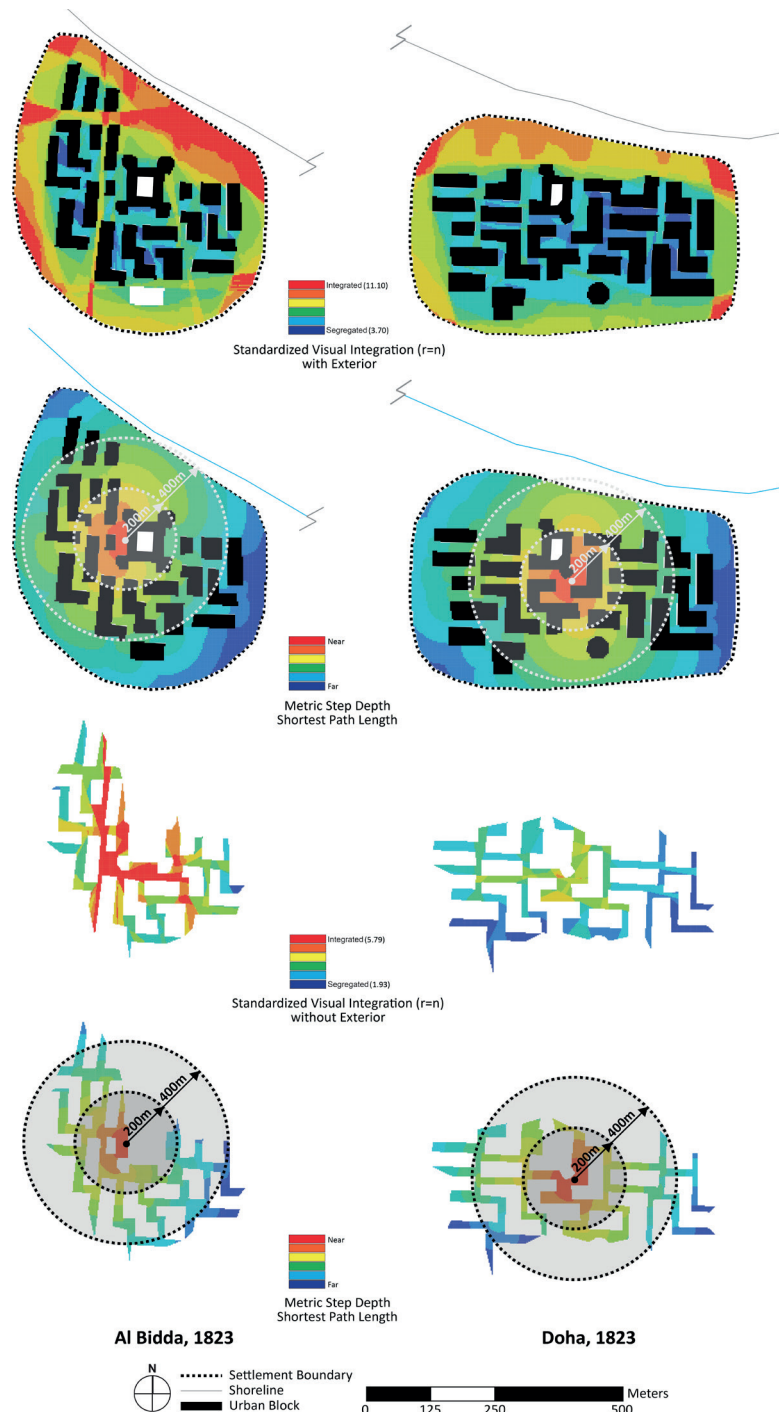 Integrated (11.10)
Segregated (3.70)
Standardized Visual Integration (r=n)
with Exterior
200m
400m
200m
400m
Near
Far
Metric Step Depth
Shortest Path Length
Integrated (5.79)
Segregated (1.93)
Standardized Visual Integration (r=n)
without Exterior
200m
400m
200m
400m
Near
Far
Metric Step Depth
Shortest Path Length
Al Bidda, 1823
Doha, 1823
N
Settlement Boundary
Shoreline
Urban Block
Meters
0 125 250 500